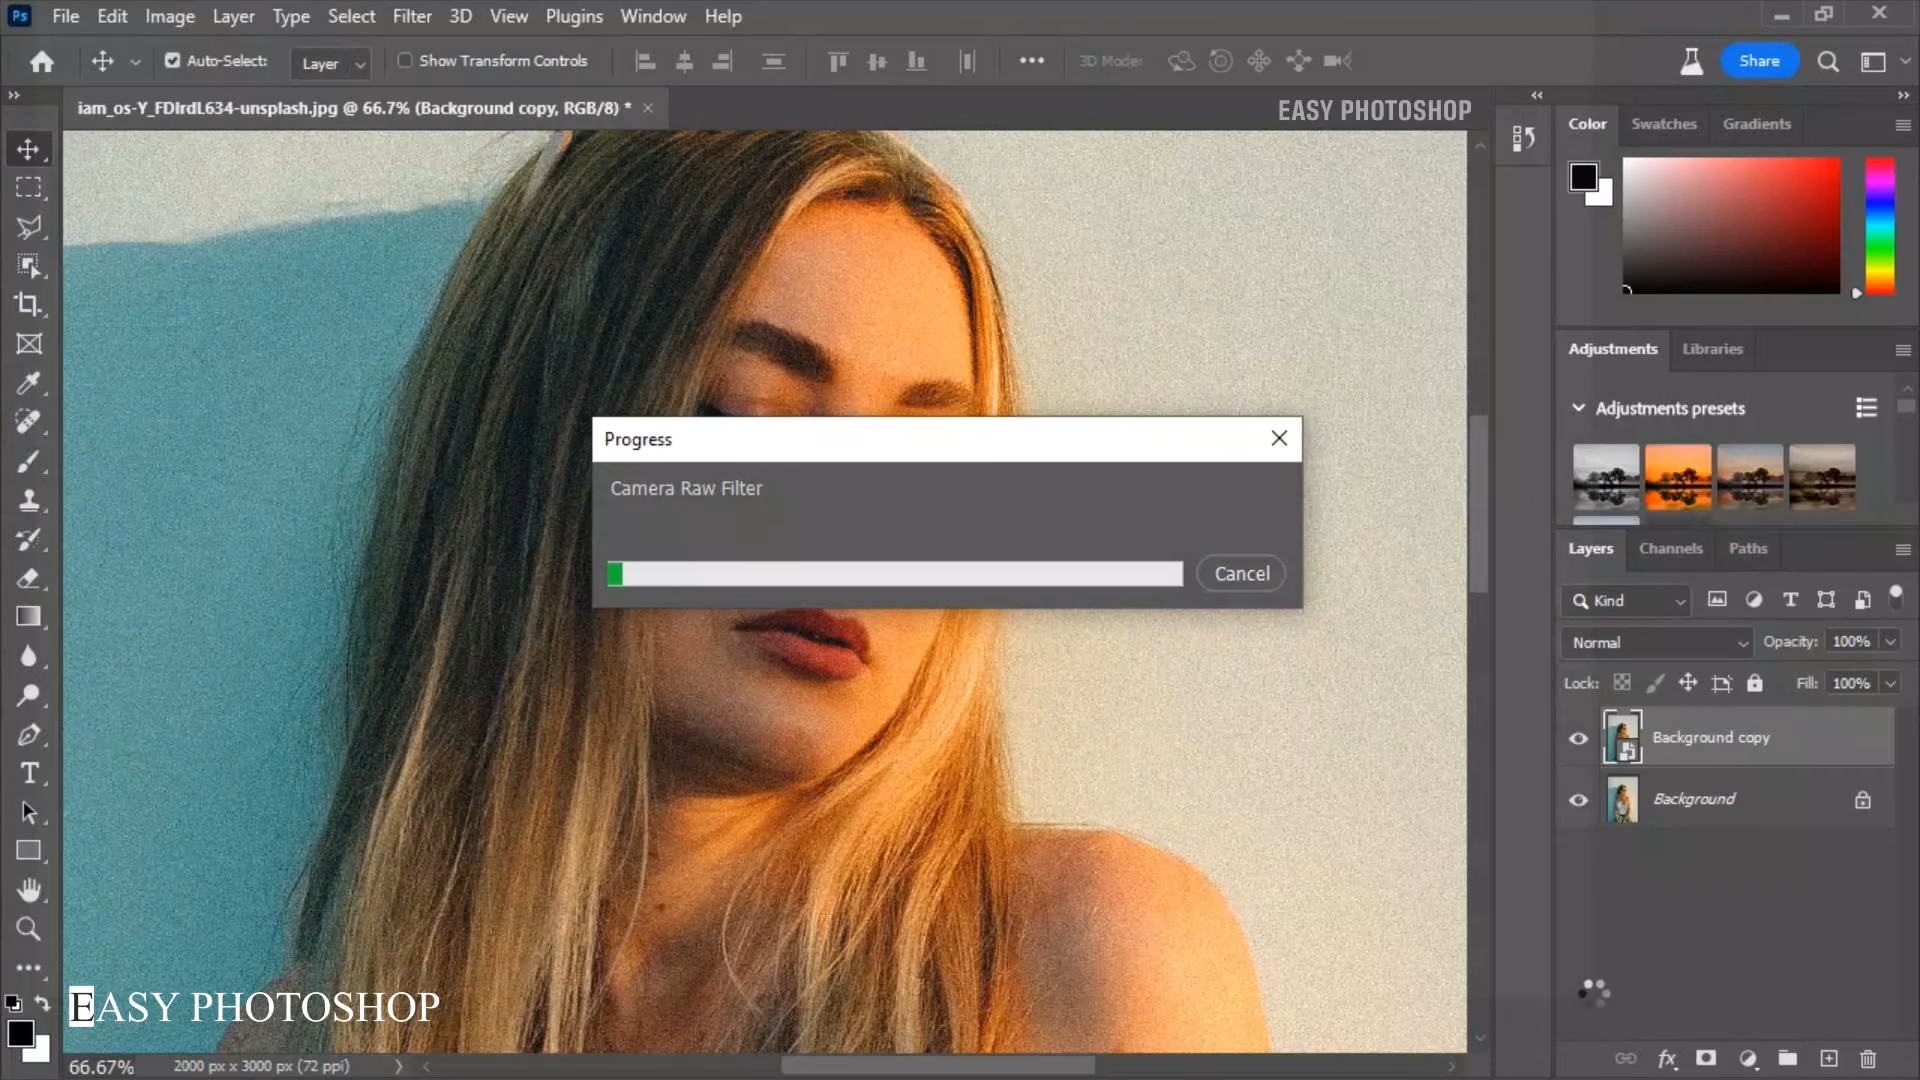 Ps File Edit Image Layer Type Select Filter 3D View Plugins Window Help
Auto-Select: Layer Show Transform Controls ••• 3D Mode: Share
iam_os-Y_FDIrdL634-unsplash.jpg @ 66.7% (Background copy, RGB/8) *
EASY PHOTOSHOP
Color Swatches Gradients
Adjustments Libraries
Adjustments presets
Progress
Camera Raw Filter
Cancel
Layers Channels Paths
Kind
Normal Opacity: 100%
Lock: Fill: 100%
Background copy
Background
EASY PHOTOSHOP
66.67% 2000 px x 3000 px (72 ppi)
fx